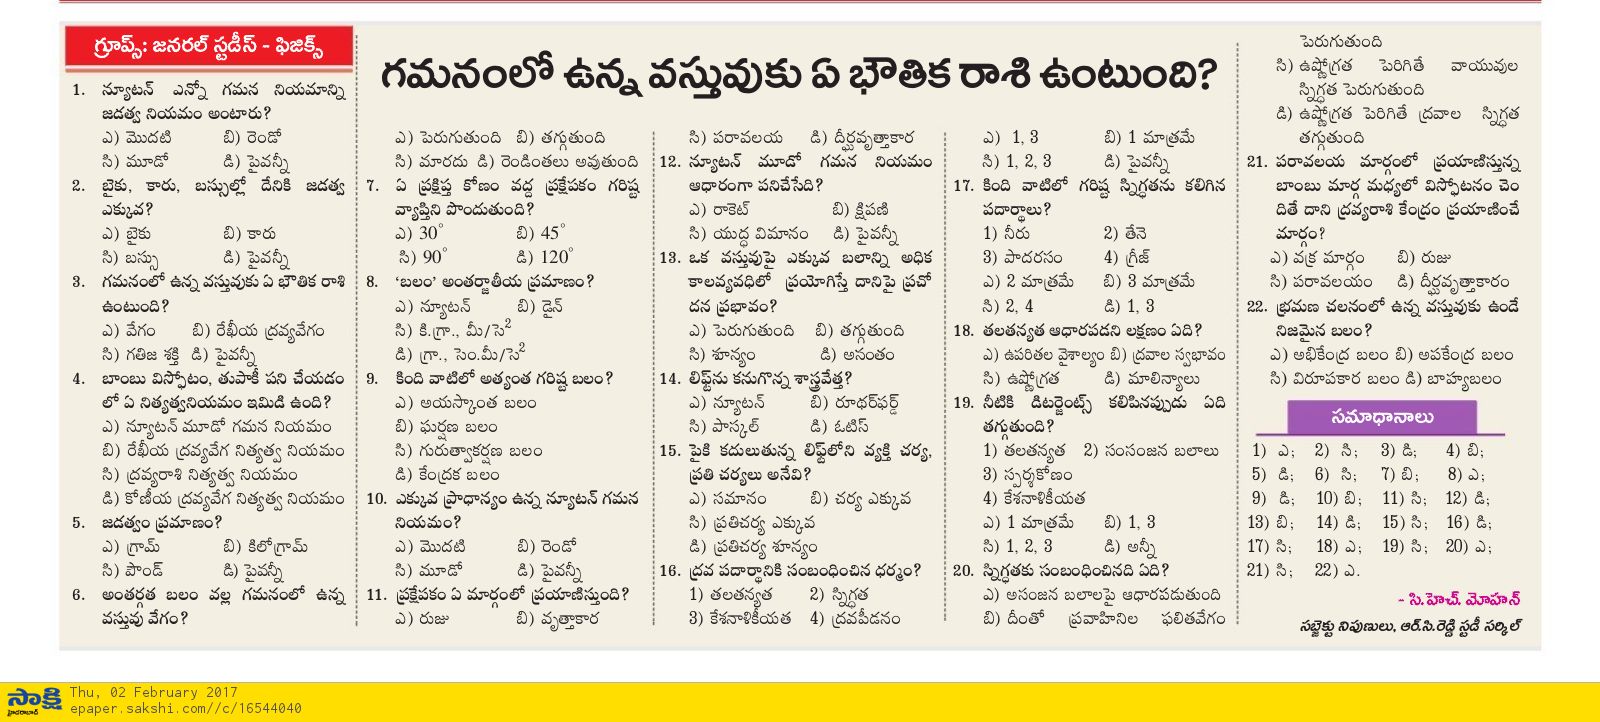 గ్రూప్స్: జనరల్ స్టడీస్ - ఫిజిక్స్
గమనంలో ఉన్న వస్తువుకు ఏ భౌతిక రాశి ఉంటుంది?
1. న్యూటన్ ఎన్నో గమన నియమాన్ని
జడత్వ నియమం అంటారు?
ఎ) మొదటి బి) రెండో
సి) మూడో డి) పైవన్నీ
2. బైకు, కారు, బస్సుల్లో దేనికి జడత్వ
ఎక్కువ?
ఎ) బైకు బి) కారు
సి) బస్సు డి) పైవన్నీ
3. గమనంలో ఉన్న వస్తువుకు ఏ భౌతిక రాశి
ఉంటుంది?
ఎ) వేగం బి) రేఖీయ ద్రవ్యవేగం
సి) గతిజ శక్తి డి) పైవన్నీ
4. బాంబు విస్ఫోటం, తుపాకీ పని చేయడం
లో ఏ నిత్యత్వనియమం ఇమిడి ఉంది?
ఎ) న్యూటన్ మూడో గమన నియమం
బి) రేఖీయ ద్రవ్యవేగ నిత్యత్వ నియమం
సి) ద్రవ్యరాశి నిత్యత్వ నియమం
డి) కోణీయ ద్రవ్యవేగ నిత్యత్వ నియమం
5. జడత్వం ప్రమాణం?
ఎ) గ్రామ్ బి) కిలోగ్రామ్
సి) పౌండ్ డి) పైవన్నీ
6. అంతర్గత బలం వల్ల గమనంలో ఉన్న
వస్తువు వేగం?
ఎ) పెరుగుతుంది బి) తగ్గుతుంది
సి) మారదు డి) రెండింతలు అవుతుంది
7. ఏ ప్రక్షిప్త కోణం వద్ద ప్రక్షేపకం గరిష్ట
వ్యాప్తిని పొందుతుంది?
ఎ) 30° బి) 45°
సి) 90° డి) 120°
8. ‘బలం’ అంతర్జాతీయ ప్రమాణం?
ఎ) న్యూటన్ బి) డైన్
సి) కి.గ్రా., మీ/సె²
డి) గ్రా., సెం.మీ/సె²
9. కింది వాటిలో అత్యంత గరిష్ట బలం?
ఎ) అయస్కాంత బలం
బి) ఘర్షణ బలం
సి) గురుత్వాకర్షణ బలం
డి) కేంద్రక బలం
10. ఎక్కువ ప్రాధాన్యం ఉన్న న్యూటన్ గమన
నియమం?
ఎ) మొదటి బి) రెండో
సి) మూడో డి) పైవన్నీ
11. ప్రక్షేపకం ఏ మార్గంలో ప్రయాణిస్తుంది?
ఎ) రుజు బి) వృత్తాకార
సి) పరావలయ డి) దీర్ఘవృత్తాకార
12. న్యూటన్ మూడో గమన నియమం
ఆధారంగా పనిచేసేది?
ఎ) రాకెట్ బి) క్షిపణి
సి) యుద్ధ విమానం డి) పైవన్నీ
13. ఒక వస్తువుపై ఎక్కువ బలాన్ని అధిక
కాలవ్యవధిలో ప్రయోగిస్తే దానిపై ప్రచో
దన ప్రభావం?
ఎ) పెరుగుతుంది బి) తగ్గుతుంది
సి) శూన్యం డి) అనంతం
14. లిఫ్ట్‌ను కనుగొన్న శాస్త్రవేత్త?
ఎ) న్యూటన్ బి) రూథర్‌ఫర్డ్
సి) పాస్కల్ డి) ఓటిస్
15. పైకి కదులుతున్న లిఫ్ట్‌లోని వ్యక్తి చర్య,
ప్రతి చర్యలు అనేవి?
ఎ) సమానం బి) చర్య ఎక్కువ
సి) ప్రతిచర్య ఎక్కువ
డి) ప్రతిచర్య శూన్యం
16. ద్రవ పదార్థానికి సంబంధించిన ధర్మం?
1) తలతన్యత 2) స్నిగ్ధత
3) కేశనాళికీయత 4) ద్రవపీడనం
ఎ) 1, 3 బి) 1 మాత్రమే
సి) 1, 2, 3 డి) పైవన్నీ
17. కింది వాటిలో గరిష్ట స్నిగ్ధతను కలిగిన
పదార్థాలు?
1) నీరు 2) తేనె
3) పాదరసం 4) గ్రీజ్
ఎ) 2 మాత్రమే బి) 3 మాత్రమే
సి) 2, 4 డి) 1, 3
18. తలతన్యత ఆధారపడని లక్షణం ఏది?
ఎ) ఉపరితల వైశాల్యం బి) ద్రవాల స్వభావం
సి) ఉష్ణోగ్రత డి) మాలిన్యాలు
19. నీటికి డిటర్జెంట్స్ కలిపినప్పుడు ఏది
తగ్గుతుంది?
1) తలతన్యత 2) సంసంజన బలాలు
3) స్పర్శకోణం
4) కేశనాళికీయత
ఎ) 1 మాత్రమే బి) 1, 3
సి) 1, 2, 3 డి) అన్నీ
20. స్నిగ్ధతకు సంబంధించినది ఏది?
ఎ) అసంజన బలాలపై ఆధారపడుతుంది
బి) దీంతో ప్రవాహినిల ఫలితవేగం
పెరుగుతుంది
సి) ఉష్ణోగ్రత పెరిగితే వాయువుల
స్నిగ్ధత పెరుగుతుంది
డి) ఉష్ణోగ్రత పెరిగితే ద్రవాల స్నిగ్ధత
తగ్గుతుంది
21. పరావలయ మార్గంలో ప్రయాణిస్తున్న
బాంబు మార్గ మధ్యలో విస్ఫోటనం చెం
దితే దాని ద్రవ్యరాశి కేంద్రం ప్రయాణించే
మార్గం?
ఎ) వక్ర మార్గం బి) రుజు
సి) పరావలయం డి) దీర్ఘవృత్తాకారం
22. భ్రమణ చలనంలో ఉన్న వస్తువుకు ఉండే
నిజమైన బలం?
ఎ) అభికేంద్ర బలం బి) అపకేంద్ర బలం
సి) విరూపకార బలం డి) బాహ్యబలం
సమాధానాలు
1) ఎ; 2) సి; 3) డి; 4) బి;
5) డి; 6) సి; 7) బి; 8) ఎ;
9) డి; 10) బి; 11) సి; 12) డి;
13) బి; 14) డి; 15) సి; 16) డి;
17) సి; 18) ఎ; 19) సి; 20) ఎ;
21) సి; 22) ఎ.
- సి.హెచ్. మోహన్
సబ్జెక్టు నిపుణులు, ఆర్.సి.రెడ్డి స్టడీ సర్కిల్
సాక్షి
హైదరాబాద్
Thu, 02 February 2017
epaper.sakshi.com//c/16544040